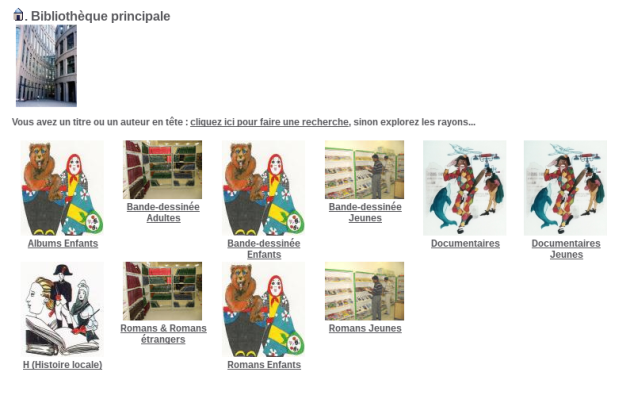 . Bibliothèque principale
Vous avez un titre ou un auteur en tête : cliquez ici pour faire une recherche, sinon explorez les rayons...
Albums Enfants
Bande-dessinée
Adultes
Bande-dessinée
Enfants
Bande-dessinée
Jeunes
Documentaires
Documentaires
Jeunes
H (Histoire locale)
Romans & Romans
étrangers
Romans Enfants
Romans Jeunes